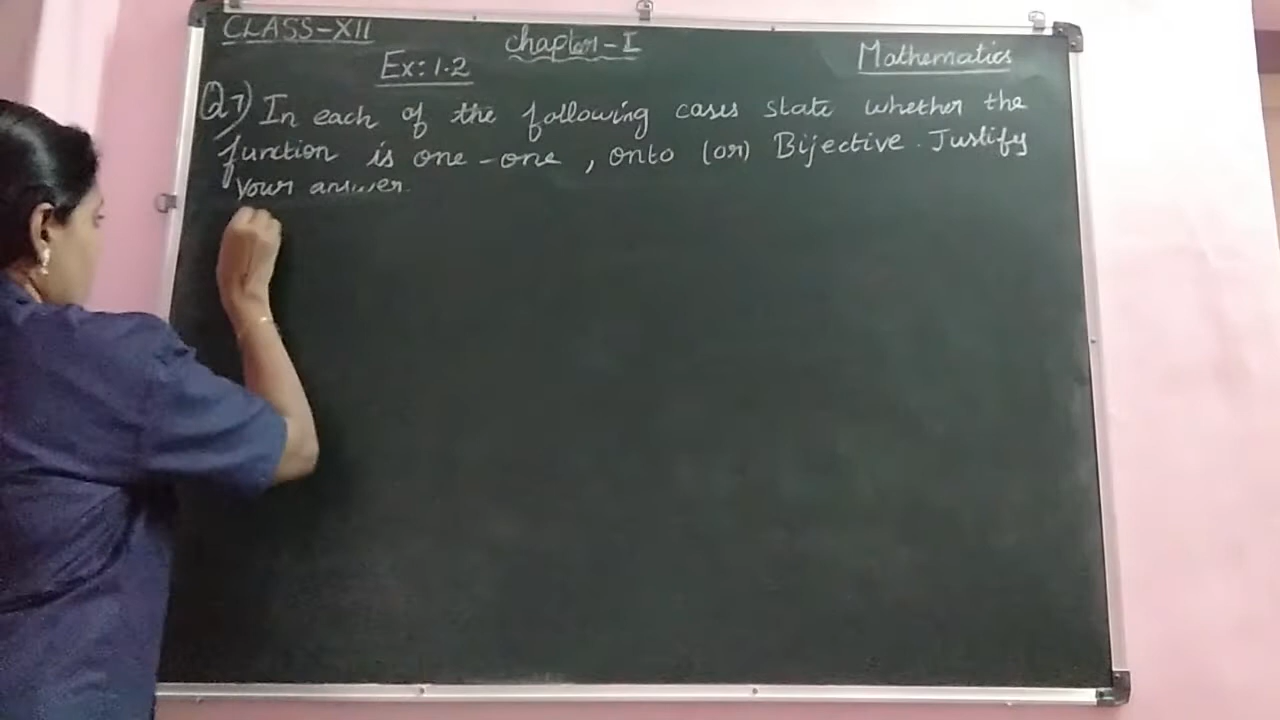 CLASS-XII
Chapter-I
Mathematics
Ex: 1.2
Q7) In each of the following cases state whether the
function is one-one, onto (or) Bijective. Justify
your answer.